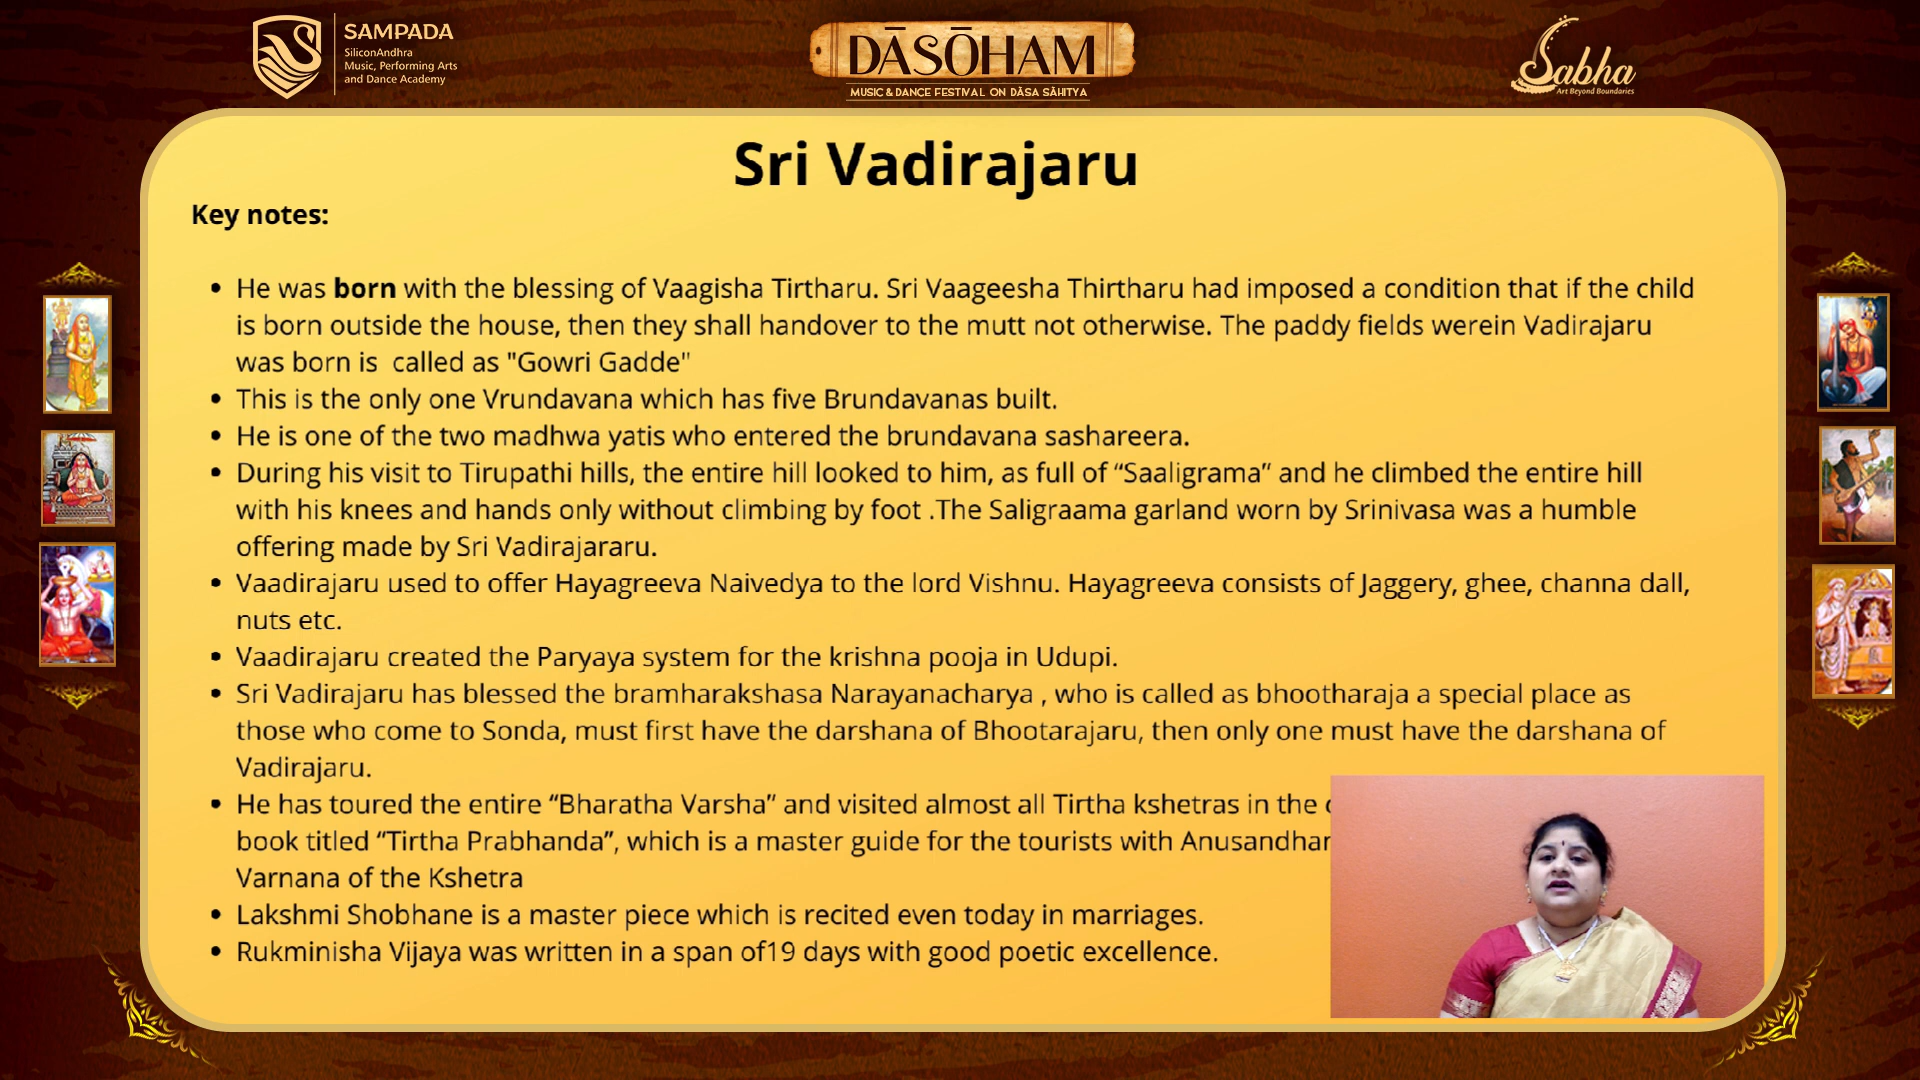 SAMPADA
SiliconAndhra
Music, Performing Arts
and Dance Academy
DĀSŌHAM
MUSIC & DANCE FESTIVAL ON DĀSA SĀHITYA
Sabha
Art Beyond Boundaries
Sri Vadirajaru
Key notes:
• He was born with the blessing of Vaagisha Tirtharu. Sri Vaageesha Thirtharu had imposed a condition that if the child
is born outside the house, then they shall handover to the mutt not otherwise. The paddy fields werein Vadirajaru
was born is called as "Gowri Gadde"
• This is the only one Vrundavana which has five Brundavanas built.
• He is one of the two madhwa yatis who entered the brundavana sashareera.
• During his visit to Tirupathi hills, the entire hill looked to him, as full of “Saaligrama” and he climbed the entire hill
with his knees and hands only without climbing by foot .The Saligraama garland worn by Srinivasa was a humble
offering made by Sri Vadirajararu.
• Vaadirajaru used to offer Hayagreeva Naivedya to the lord Vishnu. Hayagreeva consists of Jaggery, ghee, channa dall,
nuts etc.
• Vaadirajaru created the Paryaya system for the krishna pooja in Udupi.
• Sri Vadirajaru has blessed the bramharakshasa Narayanacharya , who is called as bhootharaja a special place as
those who come to Sonda, must first have the darshana of Bhootarajaru, then only one must have the darshana of
Vadirajaru.
• He has toured the entire “Bharatha Varsha” and visited almost all Tirtha kshetras in the
book titled “Tirtha Prabhanda”, which is a master guide for the tourists with
Varnana of the Kshetra
• Lakshmi Shobhane is a master piece which is recited even today in marriages.
• Rukminisha Vijaya was written in a span of19 days with good poetic excellence.